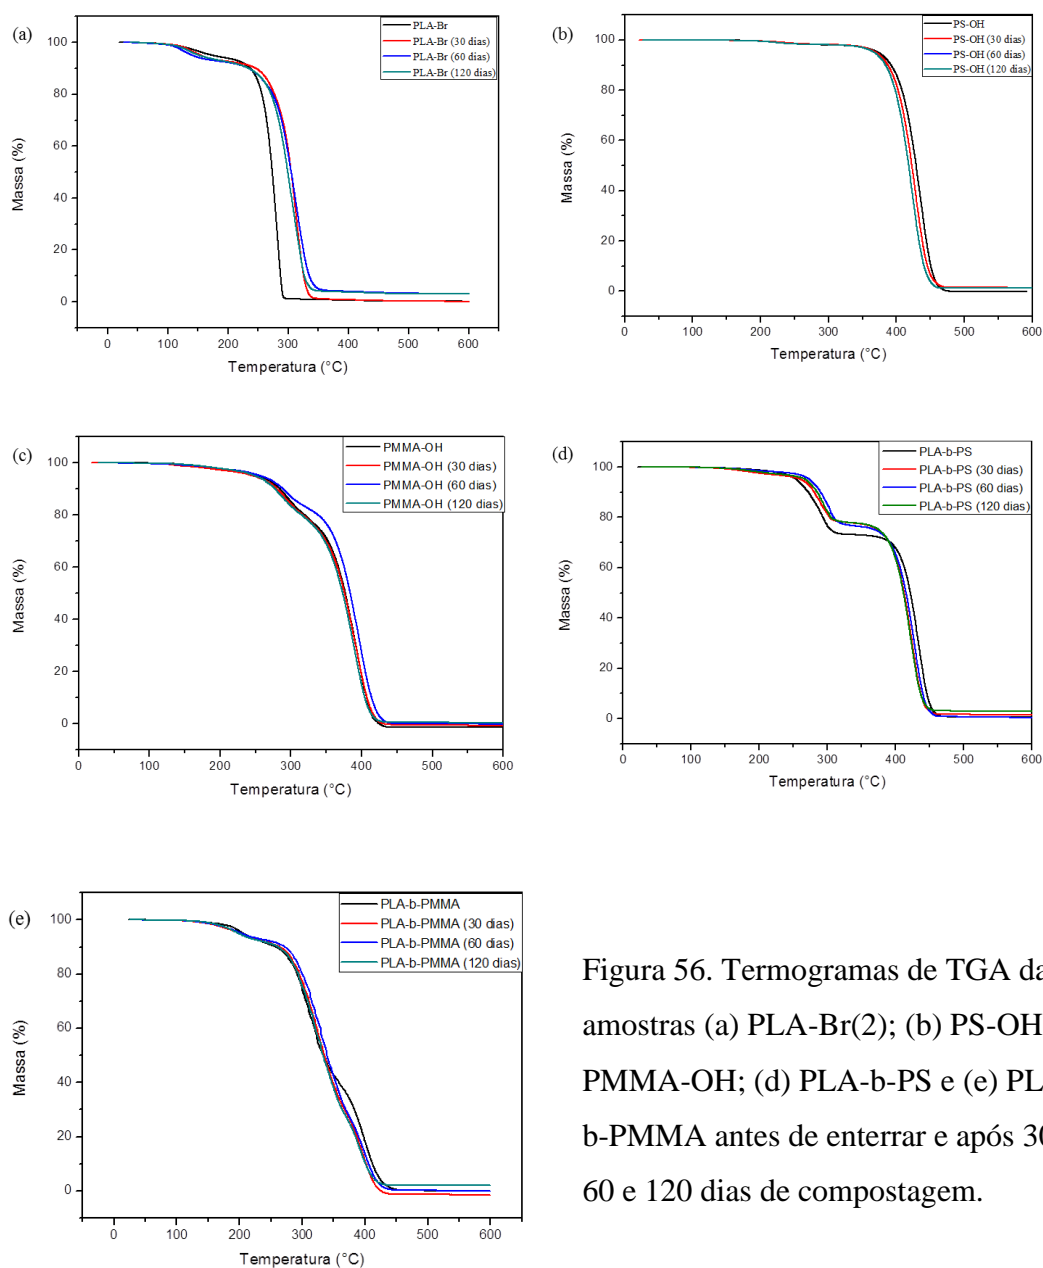 (a)
PLA-Br
PLA-Br (30 dias)
PLA-Br (60 dias)
PLA-Br (120 dias)
100
80
60
40
20
0
Massa (%)
0 100 200 300 400 500 600
Temperatura (°C)
(b)
PS-OH
PS-OH (30 dias)
PS-OH (60 dias)
PS-OH (120 dias)
100
80
60
40
20
0
Massa (%)
0 100 200 300 400 500 600
Temperatura (°C)
(c)
PMMA-OH
PMMA-OH (30 dias)
PMMA-OH (60 dias)
PMMA-OH (120 dias)
100
80
60
40
20
0
Massa (%)
0 100 200 300 400 500 600
Temperatura (°C)
(d)
PLA-b-PS
PLA-b-PS (30 dias)
PLA-b-PS (60 dias)
PLA-b-PS (120 dias)
100
80
60
40
20
0
Massa (%)
0 100 200 300 400 500 600
Temperatura (°C)
(e)
PLA-b-PMMA
PLA-b-PMMA (30 dias)
PLA-b-PMMA (60 dias)
PLA-b-PMMA (120 dias)
100
80
60
40
20
0
Massa (%)
0 100 200 300 400 500 600
Temperatura (°C)
Figura 56. Termogramas de TGA da
amostras (a) PLA-Br(2); (b) PS-OH
PMMA-OH; (d) PLA-b-PS e (e) PL
b-PMMA antes de enterrar e após 30
60 e 120 dias de compostagem.